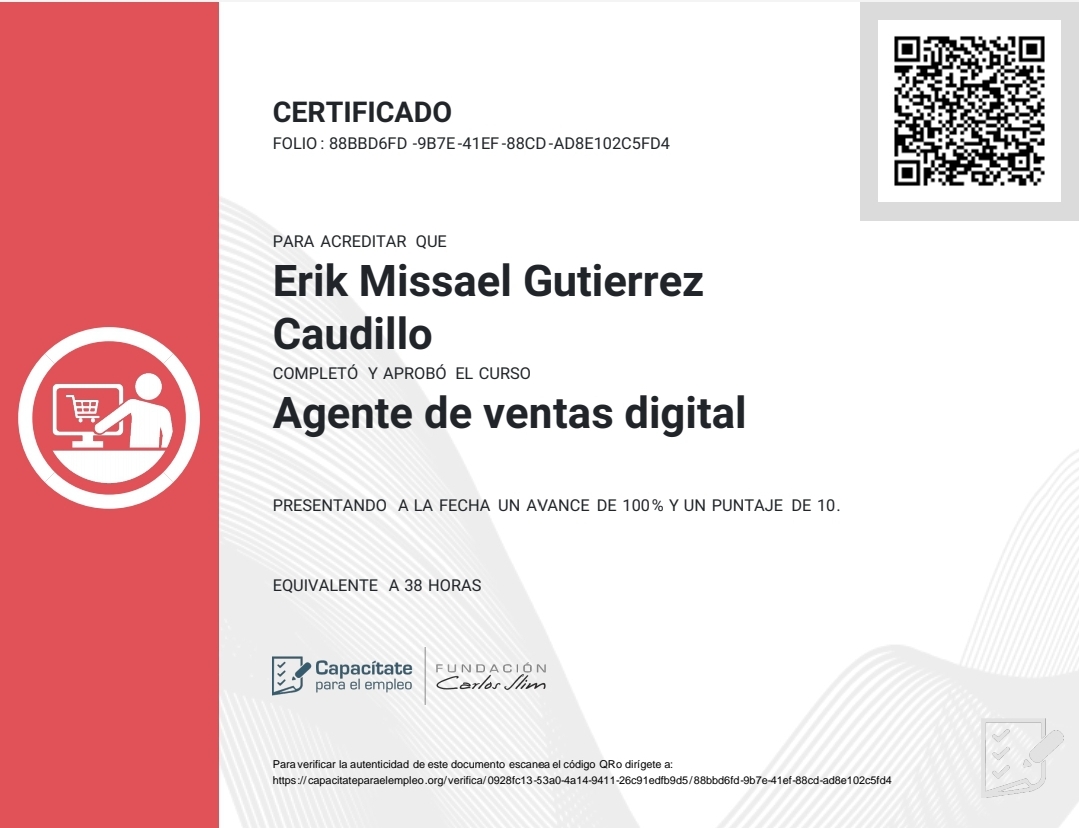 CERTIFICADO
FOLIO : 88BBD6FD -9B7E-41EF-88CD-AD8E102C5FD4
PARA ACREDITAR QUE
Erik Missael Gutierrez
Caudillo
COMPLETÓ Y APROBÓ EL CURSO
Agente de ventas digital
PRESENTANDO A LA FECHA UN AVANCE DE 100% Y UN PUNTAJE DE 10.
EQUIVALENTE A 38 HORAS
Capacítate
para el empleo
FUNDACIÓN
Carlos Slim
Para verificar la autenticidad de este documento escanea el código QR o dirígete a:
https://capacitateparaelempleo.org/verifica/0928fc13-53a0-4a14-9411-26c91edfb9d5/88bbd6fd-9b7e-41ef-88cd-ad8e102c5fd4